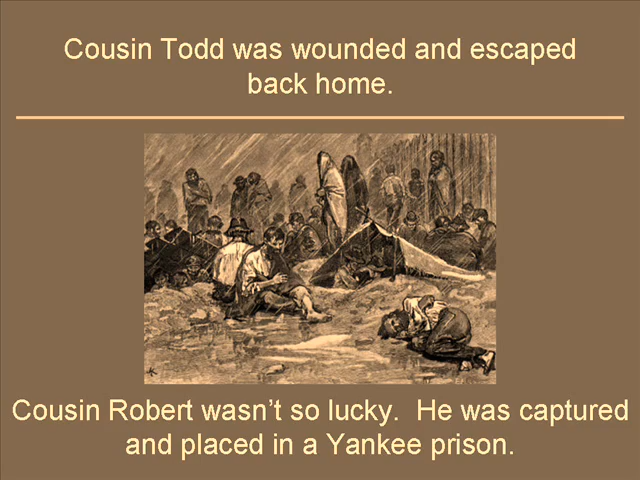 Cousin Todd was wounded and escaped
back home.
Cousin Robert wasn't so lucky.  He was captured
and placed in a Yankee prison.